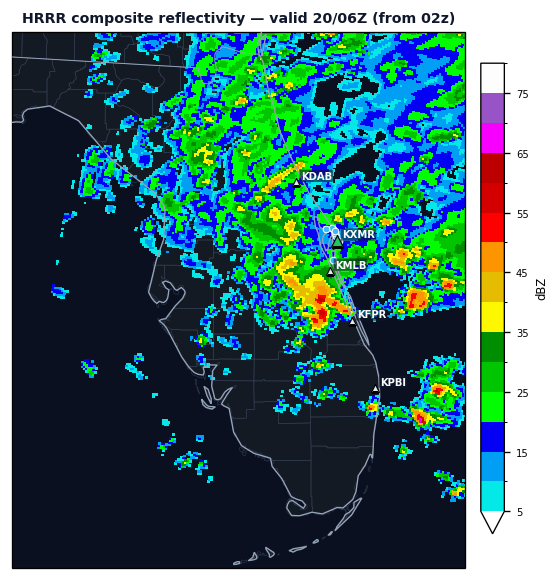 HRRR composite reflectivity — valid 20/06Z (from 02z)
KDAB
KXMR
KMLB
KFPR
KPBI
75
65
55
45
35
25
15
5
dBZ